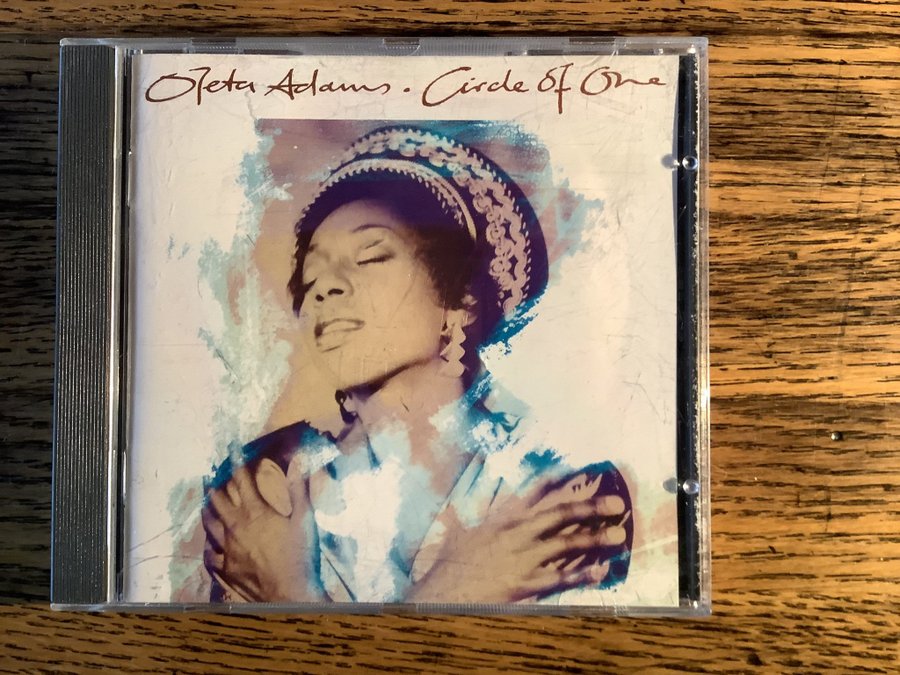 Oleta Adams. Circle of One